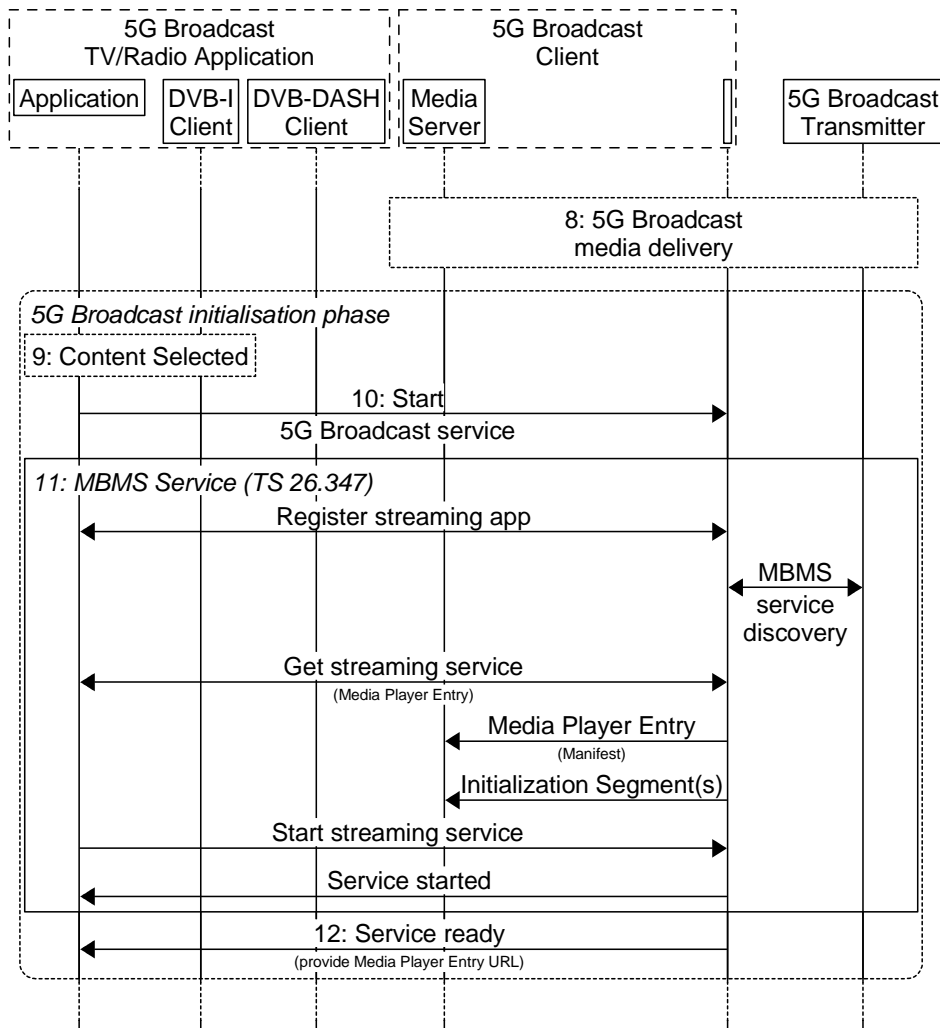 5G Broadcast
TV/Radio Application
5G Broadcast
Client
Application
DVB-I
Client
DVB-DASH
Client
Media
Server
5G Broadcast
Transmitter
8: 5G Broadcast
media delivery
5G Broadcast initialisation phase
9: Content Selected
10: Start
5G Broadcast service
11: MBMS Service (TS 26.347)
Register streaming app
MBMS
service
discovery
Get streaming service
(Media Player Entry)
Media Player Entry
(Manifest)
Initialization Segment(s)
Start streaming service
Service started
12: Service ready
(provide Media Player Entry URL)